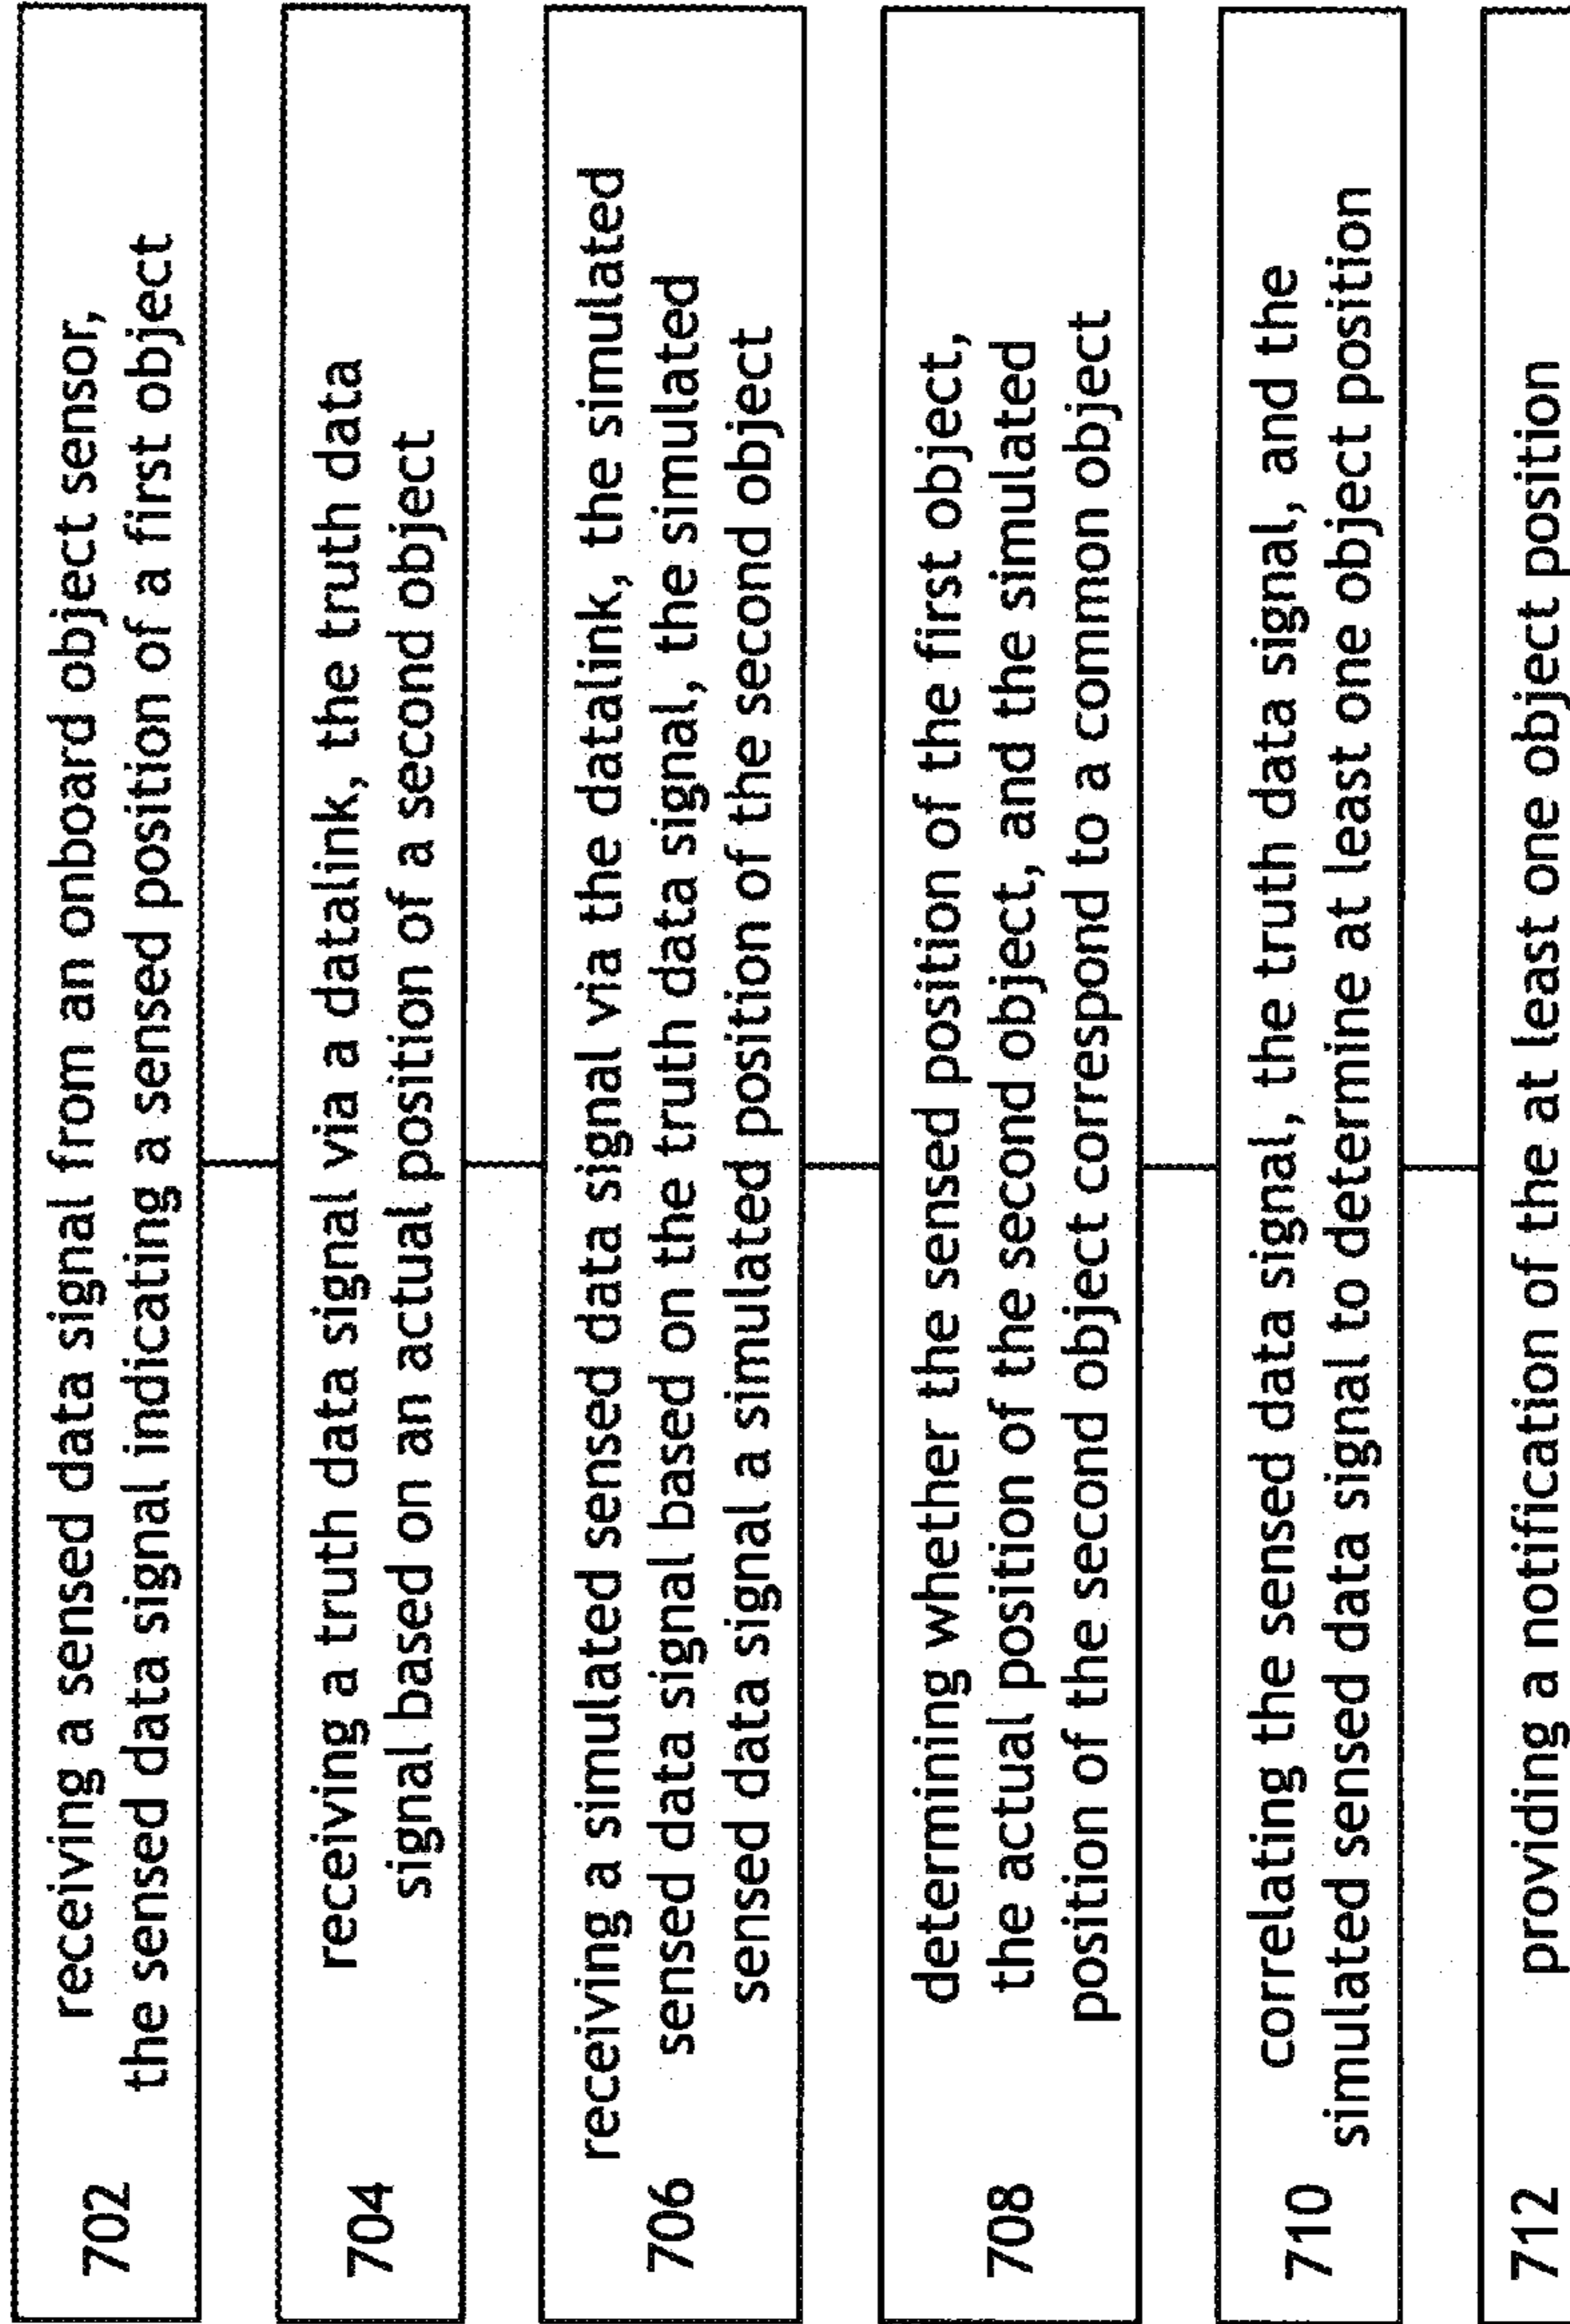 702
receiving a sensed data signal from an onboard object sensor,
the sensed data signal indicating a sensed position of a first object
704
receiving a truth data signal via a datalink, the truth data
signal based on an actual position of a second object
706
receiving a simulated sensed data signal via the datalink, the simulated
sensed data signal based on the truth data signal, the simulated
sensed data signal a simulated position of the second object
708
determining whether the sensed position of the first object,
the actual position of the second object, and the simulated
position of the second object correspond to a common object
710
correlating the sensed data signal, the truth data signal, and the
simulated sensed data signal to determine at least one object position
712
providing a notification of the at least one object position